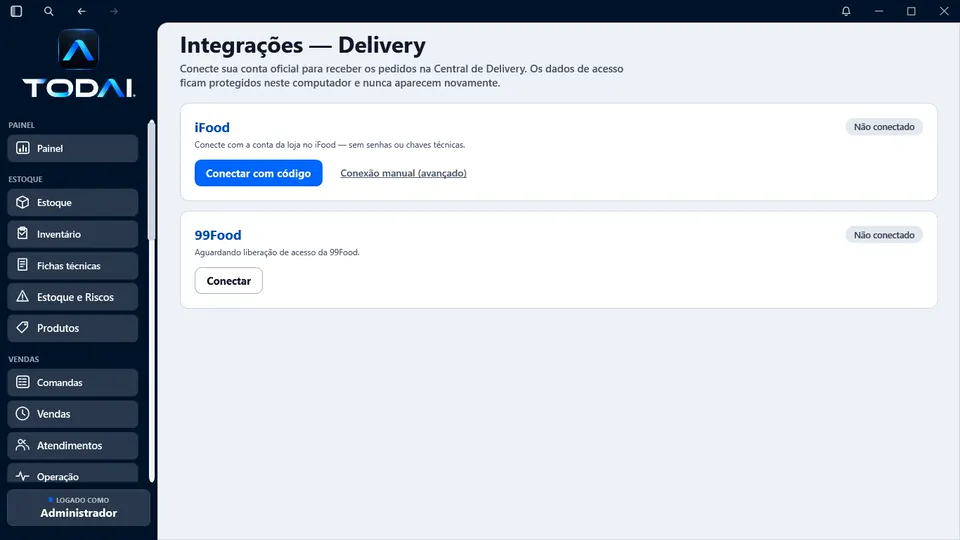 TODAI.
PAINEL
Painel
ESTOQUE
Estoque
Inventário
Fichas técnicas
Estoque e Riscos
Produtos
VENDAS
Comandas
Vendas
Atendimentos
Operação
LOGADO COMO
Administrador
Integrações — Delivery
Conecte sua conta oficial para receber os pedidos na Central de Delivery. Os dados de acesso
ficam protegidos neste computador e nunca aparecem novamente.
iFood
Não conectado
Conecte com a conta da loja no iFood — sem senhas ou chaves técnicas.
Conectar com código
Conexão manual (avançado)
99Food
Não conectado
Aguardando liberação de acesso da 99Food.
Conectar